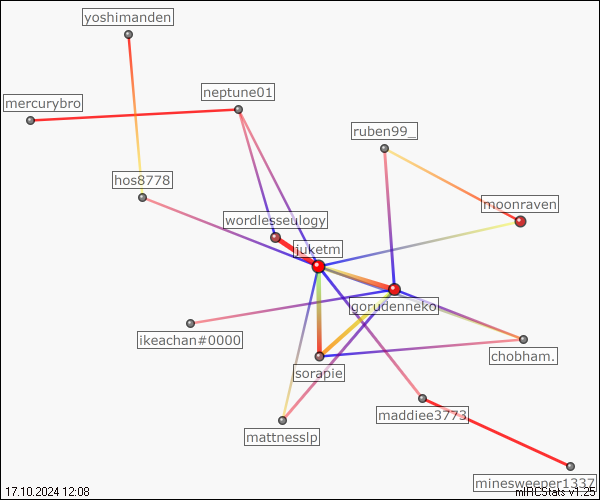 yoshimanden
neptune01
mercurybro
ruben99_
hos8778
moonraven
wordlesseulogy
juketm
gorudenneko
ikeachan#0000
chobham.
sorapie
maddiee3773
mattnesslp
minesweeper1337
17.10.2024 12:08
mIRCStats v1.25